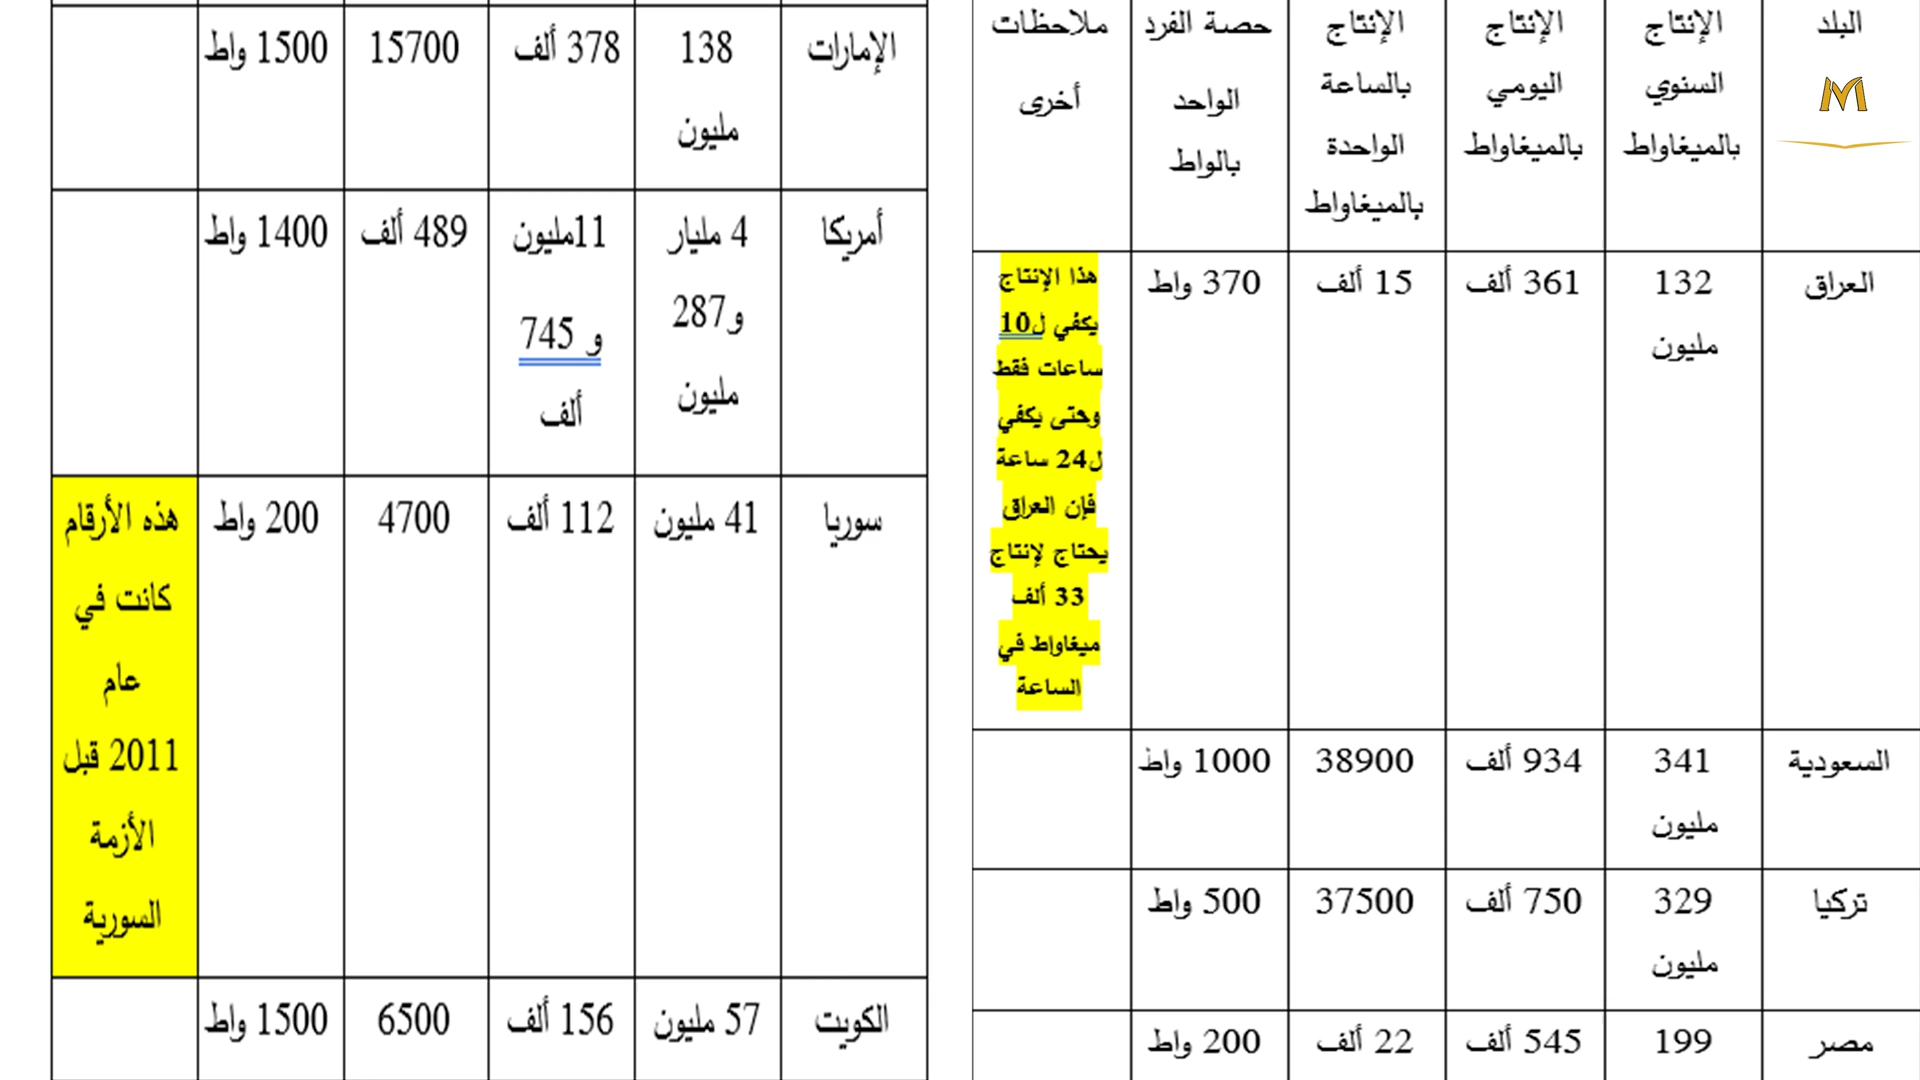 البلد
الإنتاج
السنوي
بالميغاواط
الإنتاج
اليومي
بالميغاواط
الإنتاج
بالساعة
الواحدة
بالميغاواط
حصة الفرد
الواحد
بالواط
ملاحظات
أخرى
العراق
132
مليون
361 ألف
15 ألف
370 واط
هذا الإنتاج
يكفي ل10
ساعات فقط
وحتى يكفي
ل24 ساعة
فإن العراق
يحتاج لإنتاج
33 ألف
ميغاواط في
الساعة
السعودية
341
مليون
934 ألف
38900
1000 واط
تركيا
329
مليون
750 ألف
37500
500 واط
مصر
199
545 ألف
22 ألف
200 واط
الإمارات
138
مليون
378 ألف
15700
1500 واط
أمريكا
4 مليار
و287
مليون
11مليون
و 745
ألف
489 ألف
1400 واط
سوريا
41 مليون
112 ألف
4700
200 واط
هذه الأرقام
كانت في
عام
2011 قبل
الأزمة
السورية
الكويت
57 مليون
156 ألف
6500
1500 واط
M